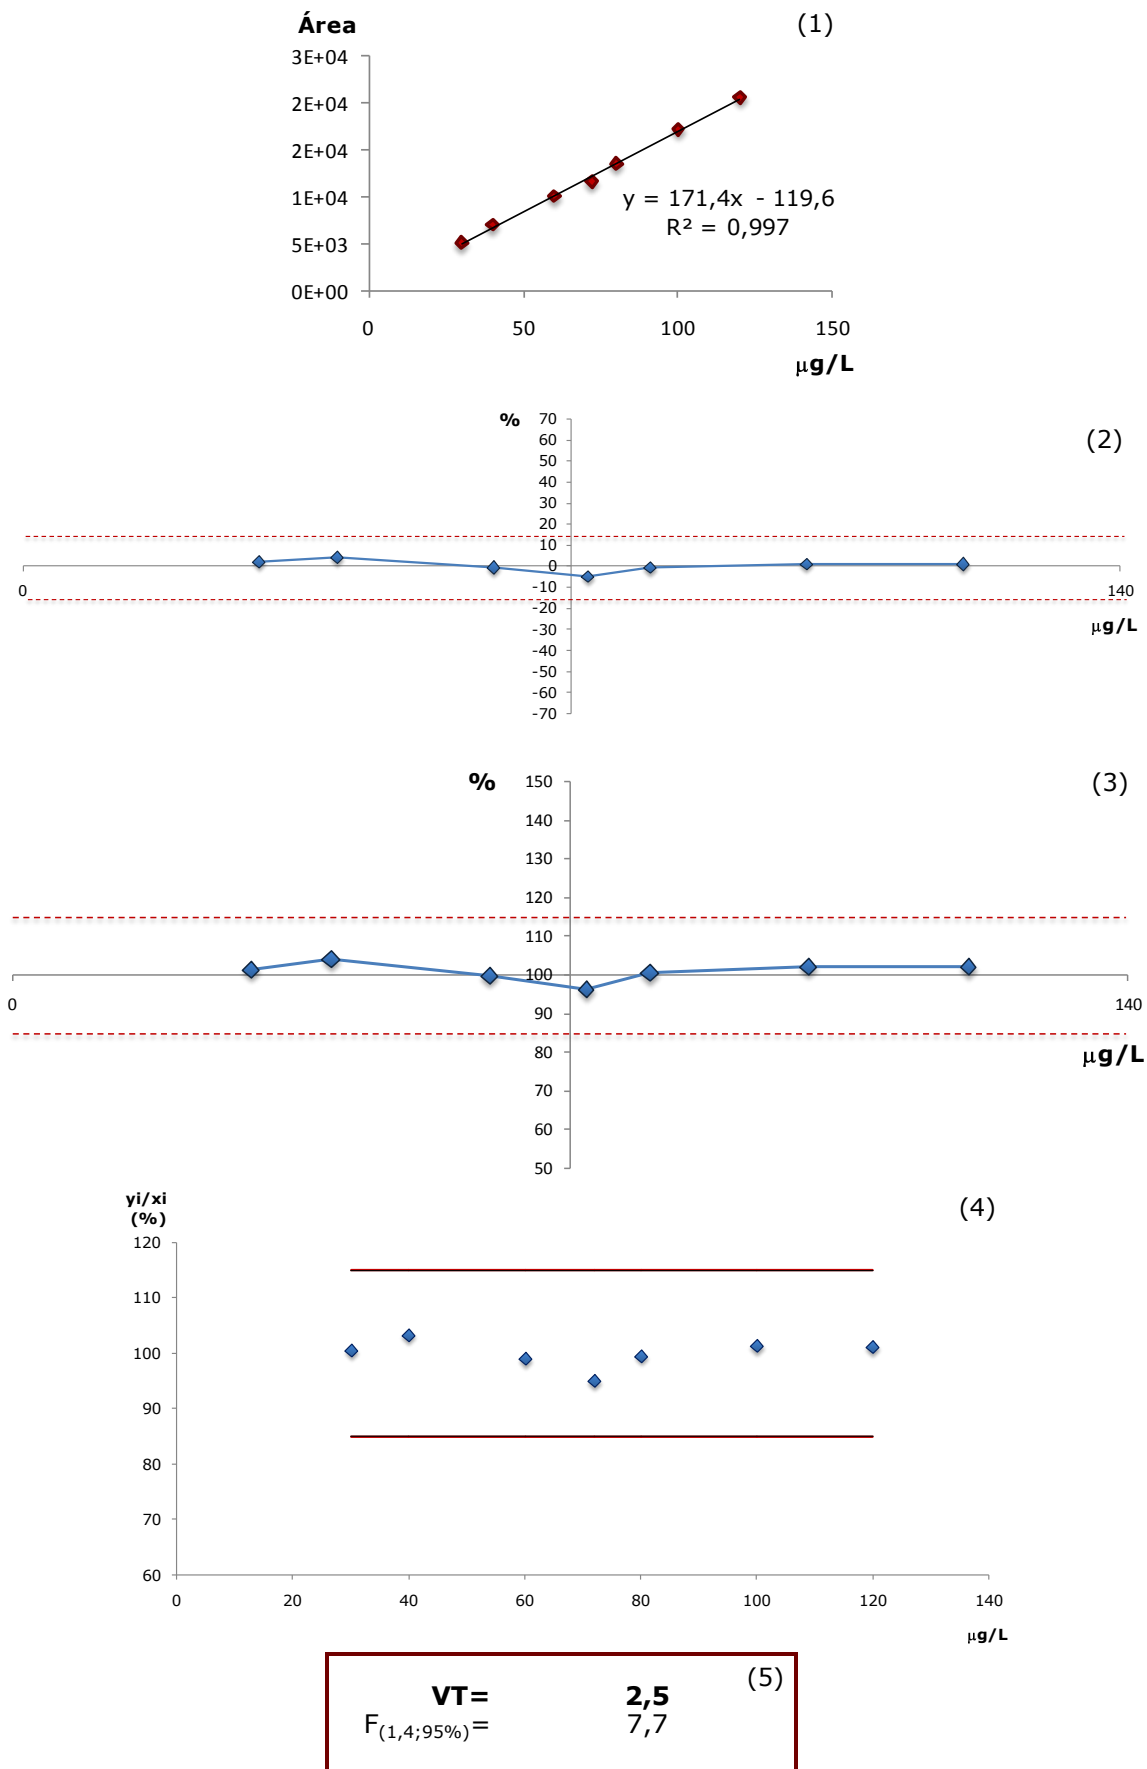 Área
(1)
3E+04
2E+04
2E+04
1E+04
5E+03
0E+00
y = 171,4x - 119,6
R² = 0,997
0 50 100 150
µg/L
%
(2)
70
60
50
40
30
20
10
0
-10
-20
-30
-40
-50
-60
-70
0 140
µg/L
%
(3)
150
140
130
120
110
100
90
80
70
60
50
0 140
µg/L
yi/xi
(%)
(4)
120
110
100
90
80
70
60
0 20 40 60 80 100 120 140
µg/L
(5)
VT= 2,5
F(1,4;95%)= 7,7